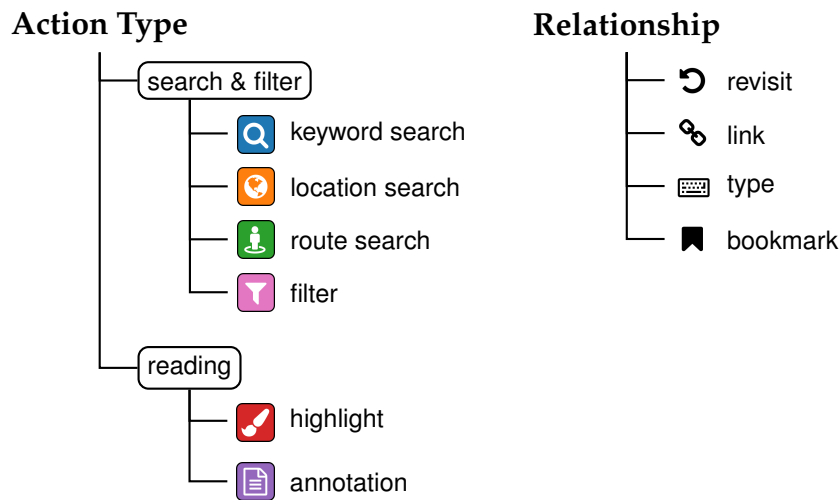 Action Type
search & filter
keyword search
location search
route search
filter
reading
highlight
annotation
Relationship
revisit
link
type
bookmark